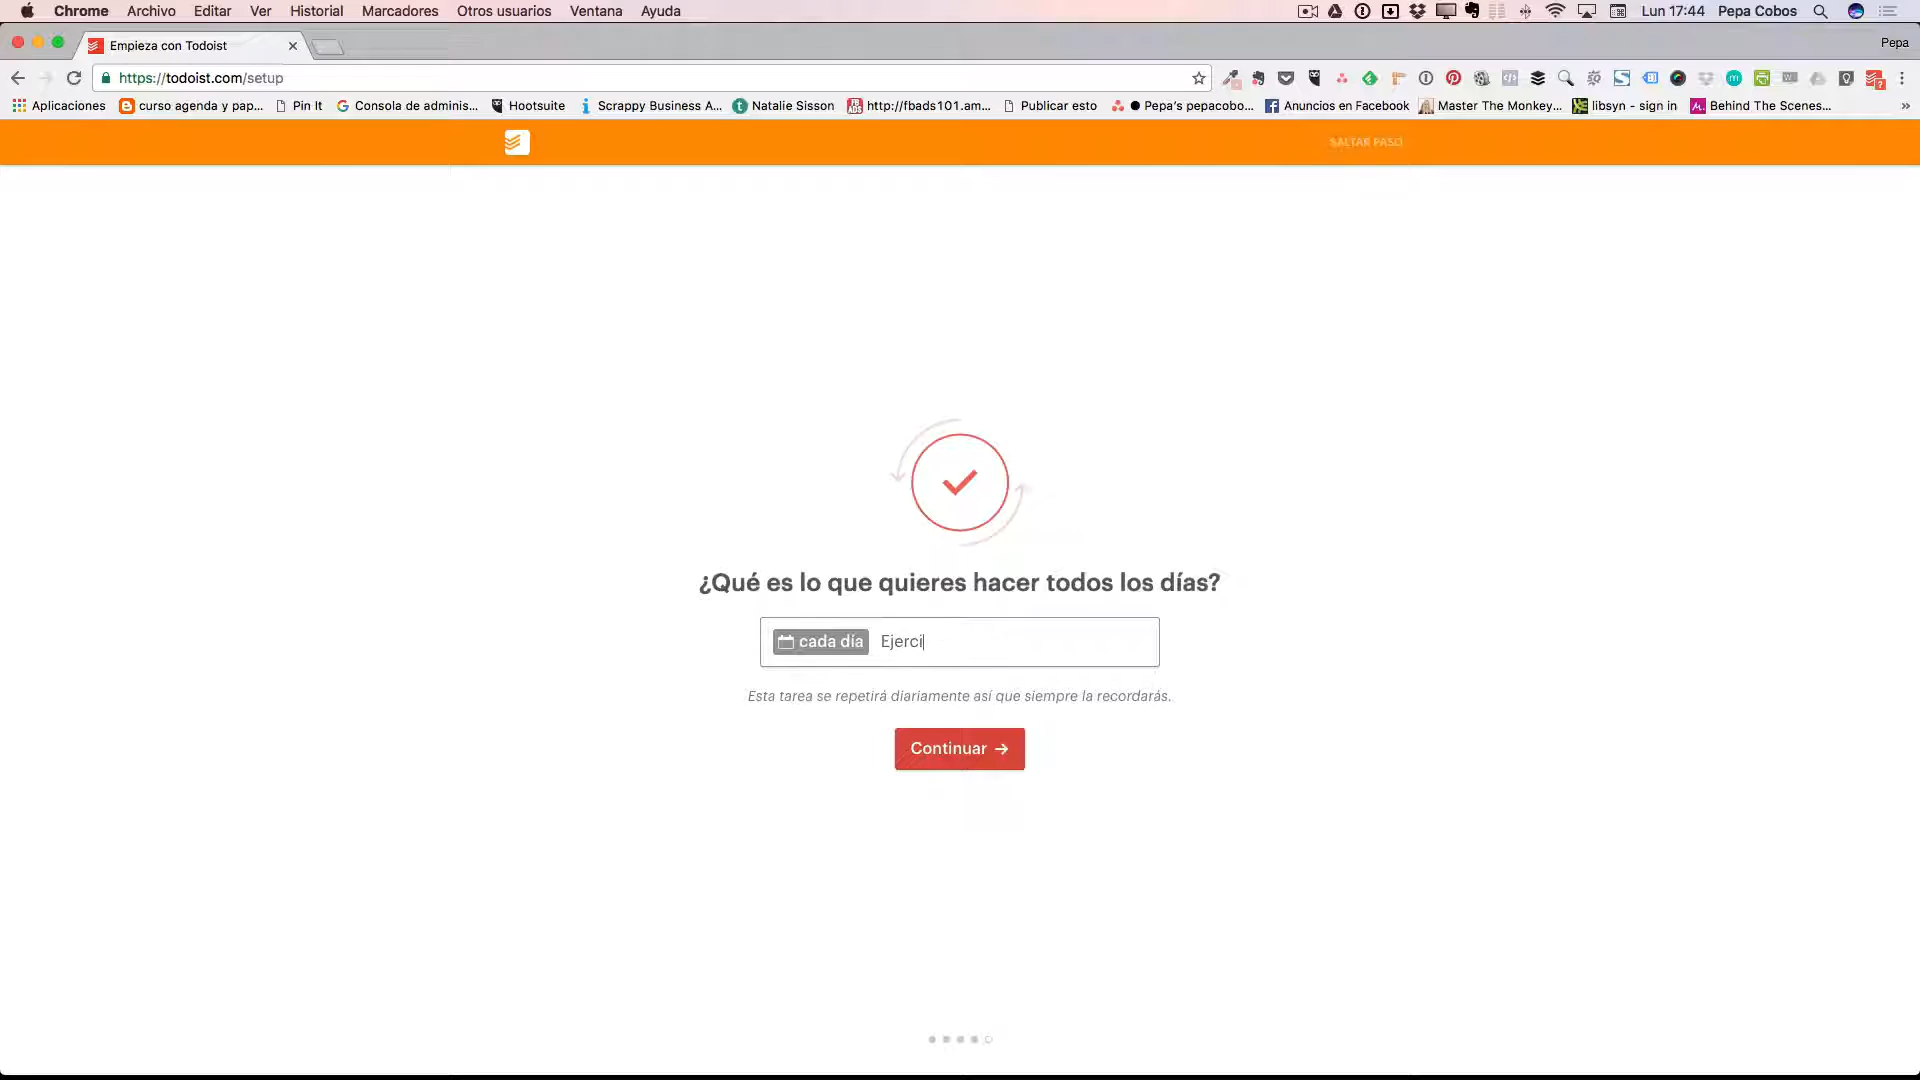 Chrome Archivo Editar Ver Historial Marcadores Otros usuarios Ventana Ayuda Lun 17:44 Pepa Cobos
Empieza con Todoist Pepa
https://todoist.com/setup
Aplicaciones curso agenda y pap... Pin It Consola de adminis... Hootsuite Scrappy Business A... Natalie Sisson http://fbads101.am... Publicar esto Pepa's pepacobo... Anuncios en Facebook Master The Monkey... libsyn - sign in Behind The Scenes... »
SALTAR PASO
¿Qué es lo que quieres hacer todos los días?
cada día Ejerci
Esta tarea se repetirá diariamente así que siempre la recordarás.
Continuar →